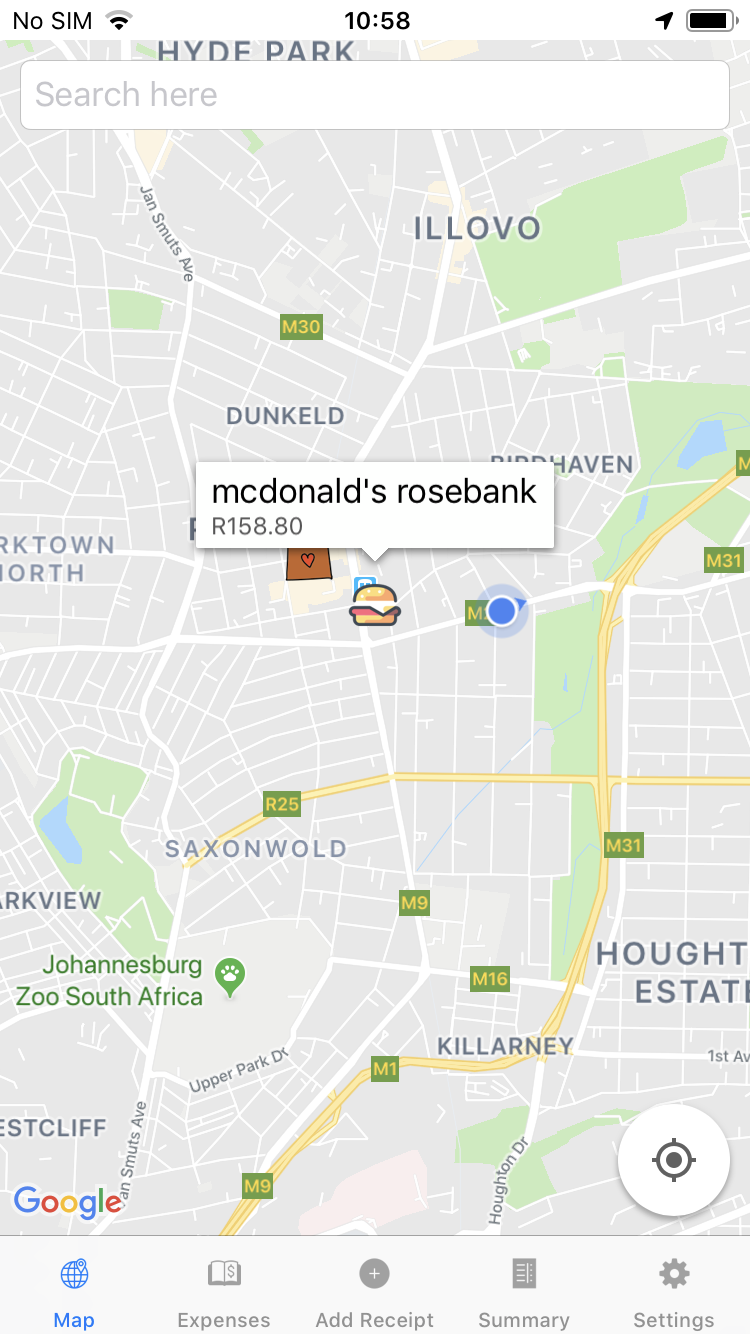 No SIM 10:58
HYDE PARK
Search here
Jan Smuts Ave
ILLOVO
M30
DUNKELD
BIRDHAVEN
mcdonald's rosebank
R158.80
RKTOWN
ORTH
M31
R25
SAXONWOLD
M31
ARKVIEW
M9
HOUGHT
ESTATE
Johannesburg
Zoo South Africa
M16
KILLARNEY
1st Av
Upper Park Dr
M1
ESTCLIFF
Jan Smuts Ave
Houghton Dr
M9
Google
Map Expenses Add Receipt Summary Settings